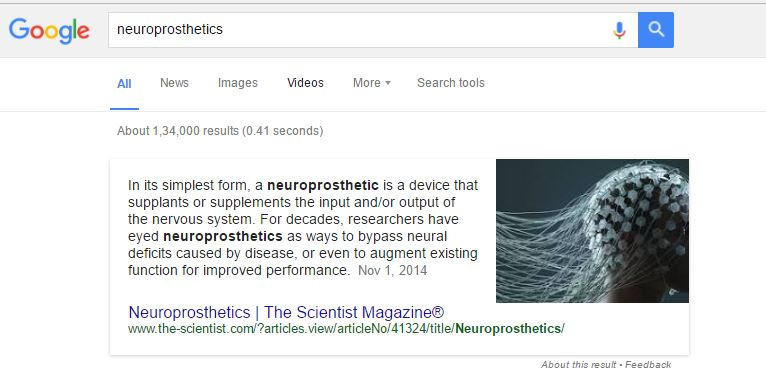 Google neuroprosthetics
All News Images Videos More Search tools
About 1,34,000 results (0.41 seconds)
In its simplest form, a neuroprosthetic is a device that
supplants or supplements the input and/or output of
the nervous system. For decades, researchers have
eyed neuroprosthetics as ways to bypass neural
deficits caused by disease, or even to augment existing
function for improved performance. Nov 1, 2014
Neuroprosthetics | The Scientist Magazine®
www.the-scientist.com/?articles.view/articleNo/41324/title/Neuroprosthetics/
About this result • Feedback